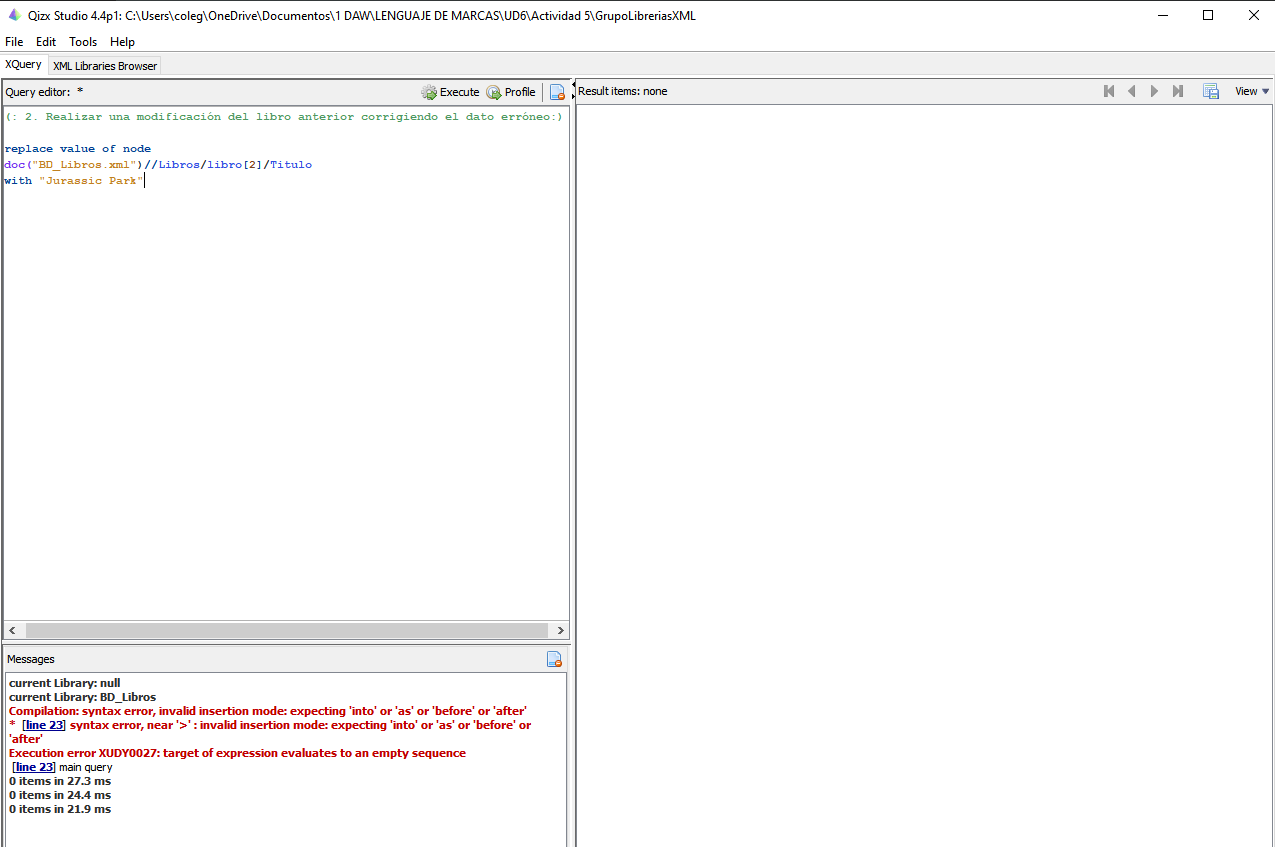 Qizx Studio 4.4p1: C:\Users\coleg\OneDrive\Documentos\1 DAW\LENGUAJE DE MARCAS\UD6\Actividad 5\GrupoLibreriasXML
File Edit Tools Help
XQuery XML Libraries Browser
Query editor: * Execute Profile
(: 2. Realizar una modificación del libro anterior corrigiendo el dato erróneo:)
replace value of node
doc("BD_Libros.xml")//Libros/libro[2]/Titulo
with "Jurassic Park"
Messages
current Library: null
current Library: BD_Libros
Compilation: syntax error, invalid insertion mode: expecting 'into' or 'as' or 'before' or 'after'
* [line 23] syntax error, near '>' : invalid insertion mode: expecting 'into' or 'as' or 'before' or
'after'
Execution error XUDY0027: target of expression evaluates to an empty sequence
[line 23] main query
0 items in 27.3 ms
0 items in 24.4 ms
0 items in 21.9 ms
Result items: none View